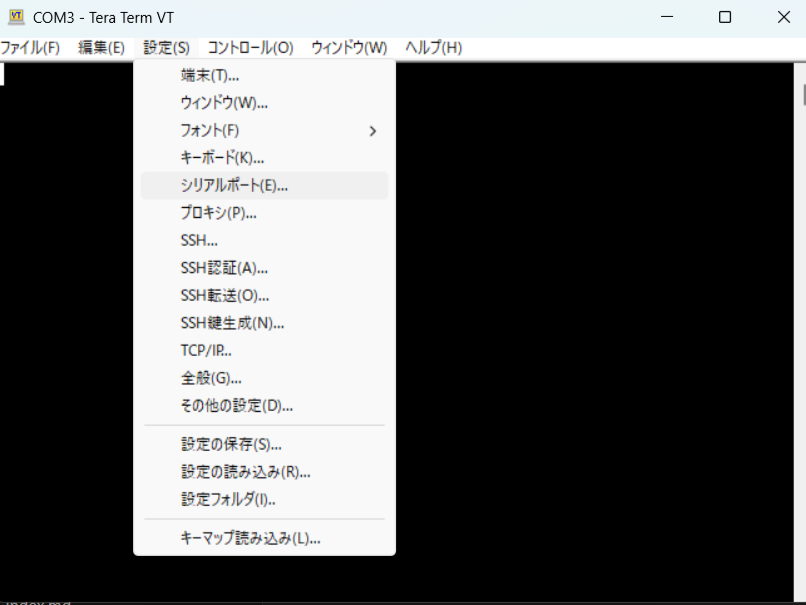 COM3 - Tera Term VT
ファイル(F) 編集(E) 設定(S) コントロール(O) ウィンドウ(W) ヘルプ(H)
端末(T)...
ウィンドウ(W)...
フォント(F)
キーボード(K)...
シリアルポート(E)...
プロキシ(P)...
SSH...
SSH認証(A)...
SSH転送(O)...
SSH鍵生成(N)...
TCP/IP...
全般(G)...
その他の設定(D)...
設定の保存(S)...
設定の読み込み(R)...
設定フォルダ(I)..
キーマップ読み込み(L)...